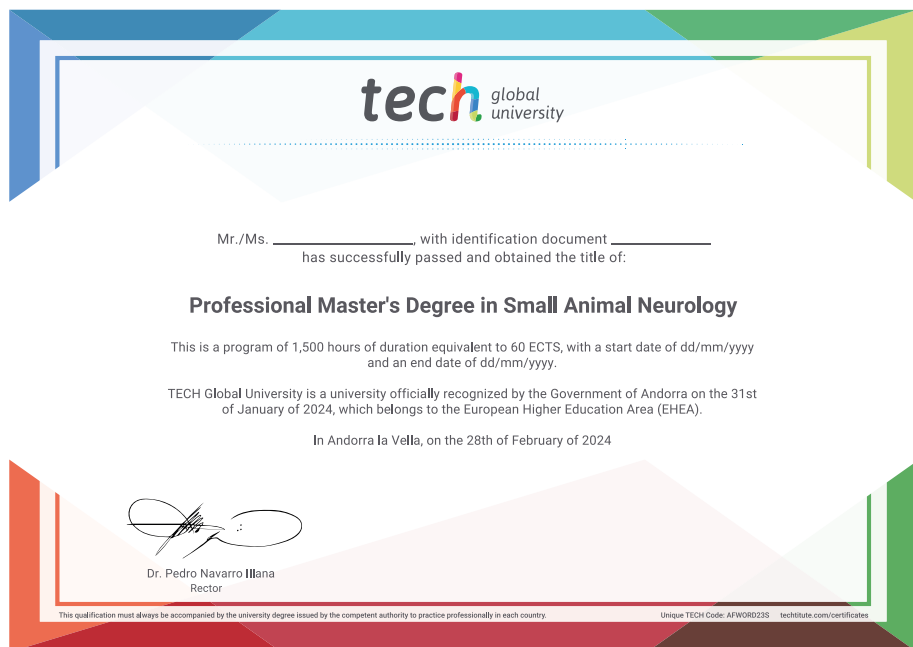 tech global
university
Mr./Ms. ____________, with identification document ____________
has successfully passed and obtained the title of:
Professional Master's Degree in Small Animal Neurology
This is a program of 1,500 hours of duration equivalent to 60 ECTS, with a start date of dd/mm/yyyy
and an end date of dd/mm/yyyy.
TECH Global University is a university officially recognized by the Government of Andorra on the 31st
of January of 2024, which belongs to the European Higher Education Area (EHEA).
In Andorra la Vella, on the 28th of February of 2024
Dr. Pedro Navarro Illana
Rector
This qualification must always be accompanied by the university degree issued by the competent authority to practice professionally in each country.
Unique TECH Code: AFWORD23S techtitute.com/certificates